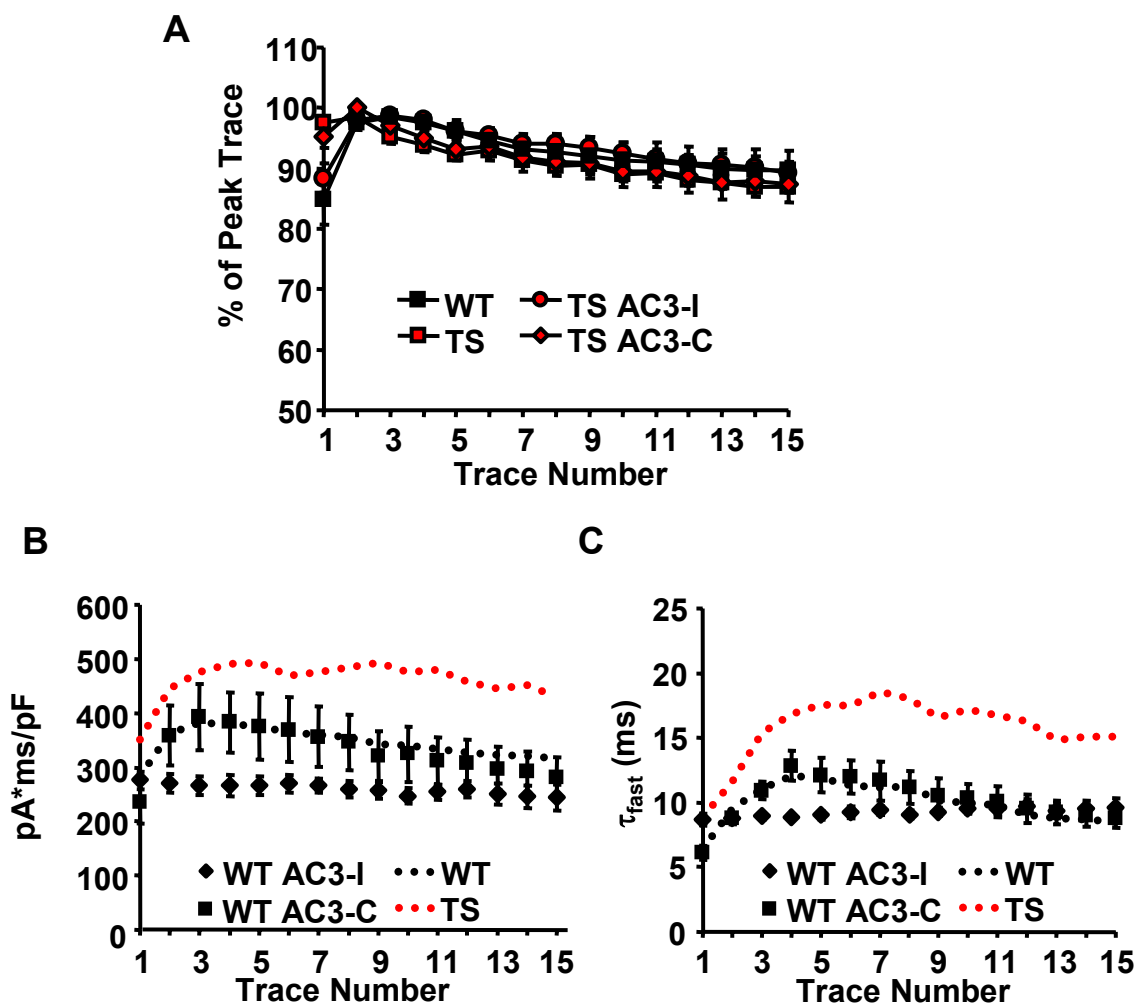 A
% of Peak Trace
110
100
90
80
70
60
50
WT
TS AC3-I
TS
TS AC3-C
1 3 5 7 9 11 13 15
Trace Number
B
pA*ms/pF
600
500
400
300
200
100
0
WT AC3-I
WT
WT AC3-C
TS
1 3 5 7 9 11 13 15
Trace Number
C
τfast (ms)
25
20
15
10
5
0
WT AC3-I
WT
WT AC3-C
TS
1 3 5 7 9 11 13 15
Trace Number